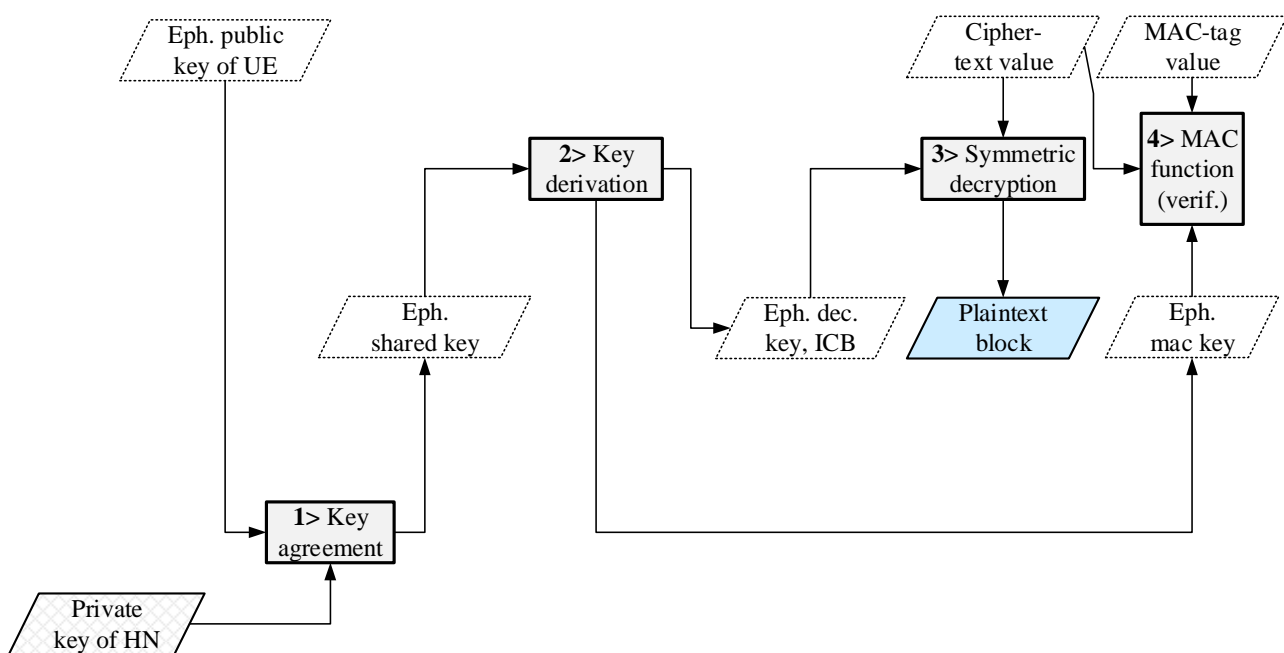 Eph. public
key of UE
Cipher-
text value
MAC-tag
value
2> Key
derivation
3> Symmetric
decryption
4> MAC
function
(verif.)
Eph.
shared key
Eph. dec.
key, ICB
Plaintext
block
Eph.
mac key
1> Key
agreement
Private
key of HN